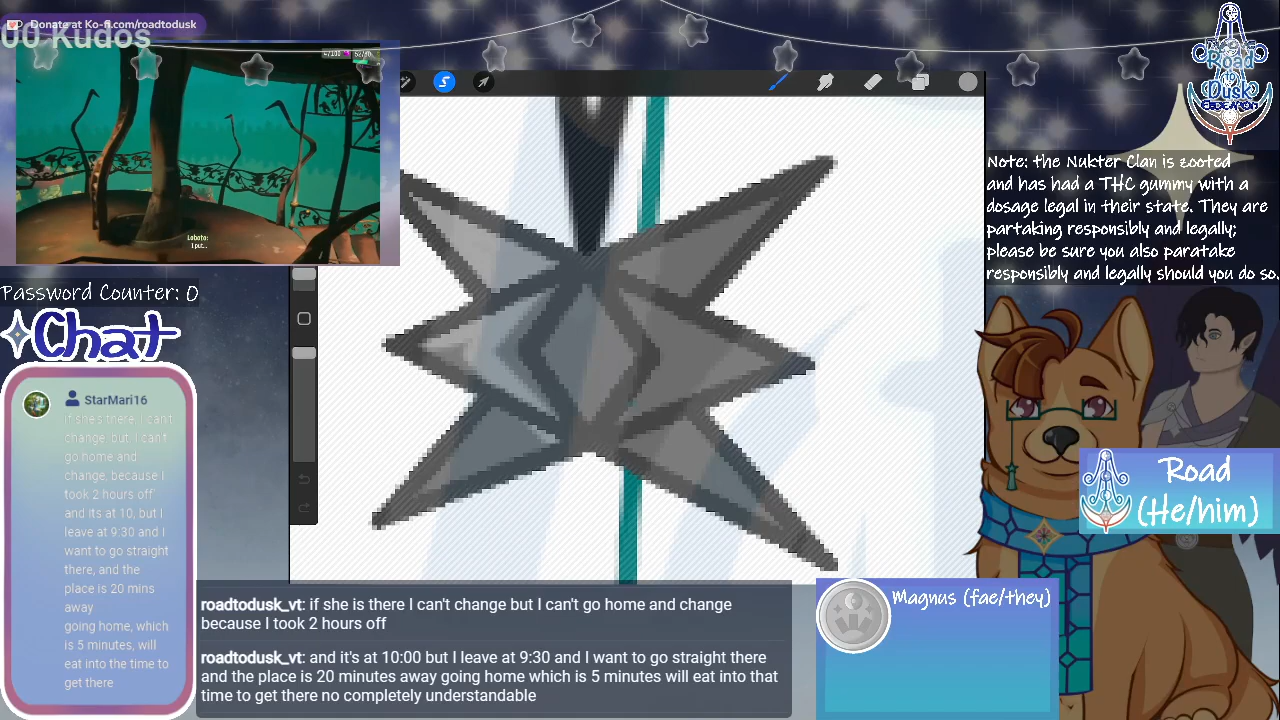 Donate at Ko-fi.com/roadtodusk
00 Kudos
Loboto:
I put...
Road
to
Dusk
Note: the Nukter Clan is zooted
and has had a THC gummy with a
dosage legal in their state. They are
partaking responsibly and legally;
please be sure you also paratake
responsibly and legally should you do so.
Password Counter: 0
Chat
StarMari16
if she's there, I can't
change, but, I can't
go home and
change, because I
took 2 hours off
and its at 10, but I
leave at 9:30 and I
want to go straight
there, and the
place is 20 mins
away
going home, which
is 5 minutes, will
eat into the time to
get there
roadtodusk_vt: if she is there I can't change but I can't go home and change
because I took 2 hours off
roadtodusk_vt: and it's at 10:00 but I leave at 9:30 and I want to go straight there
and the place is 20 minutes away going home which is 5 minutes will eat into that
time to get there no completely understandable
Road
(He/him)
Magnus (fae/they)